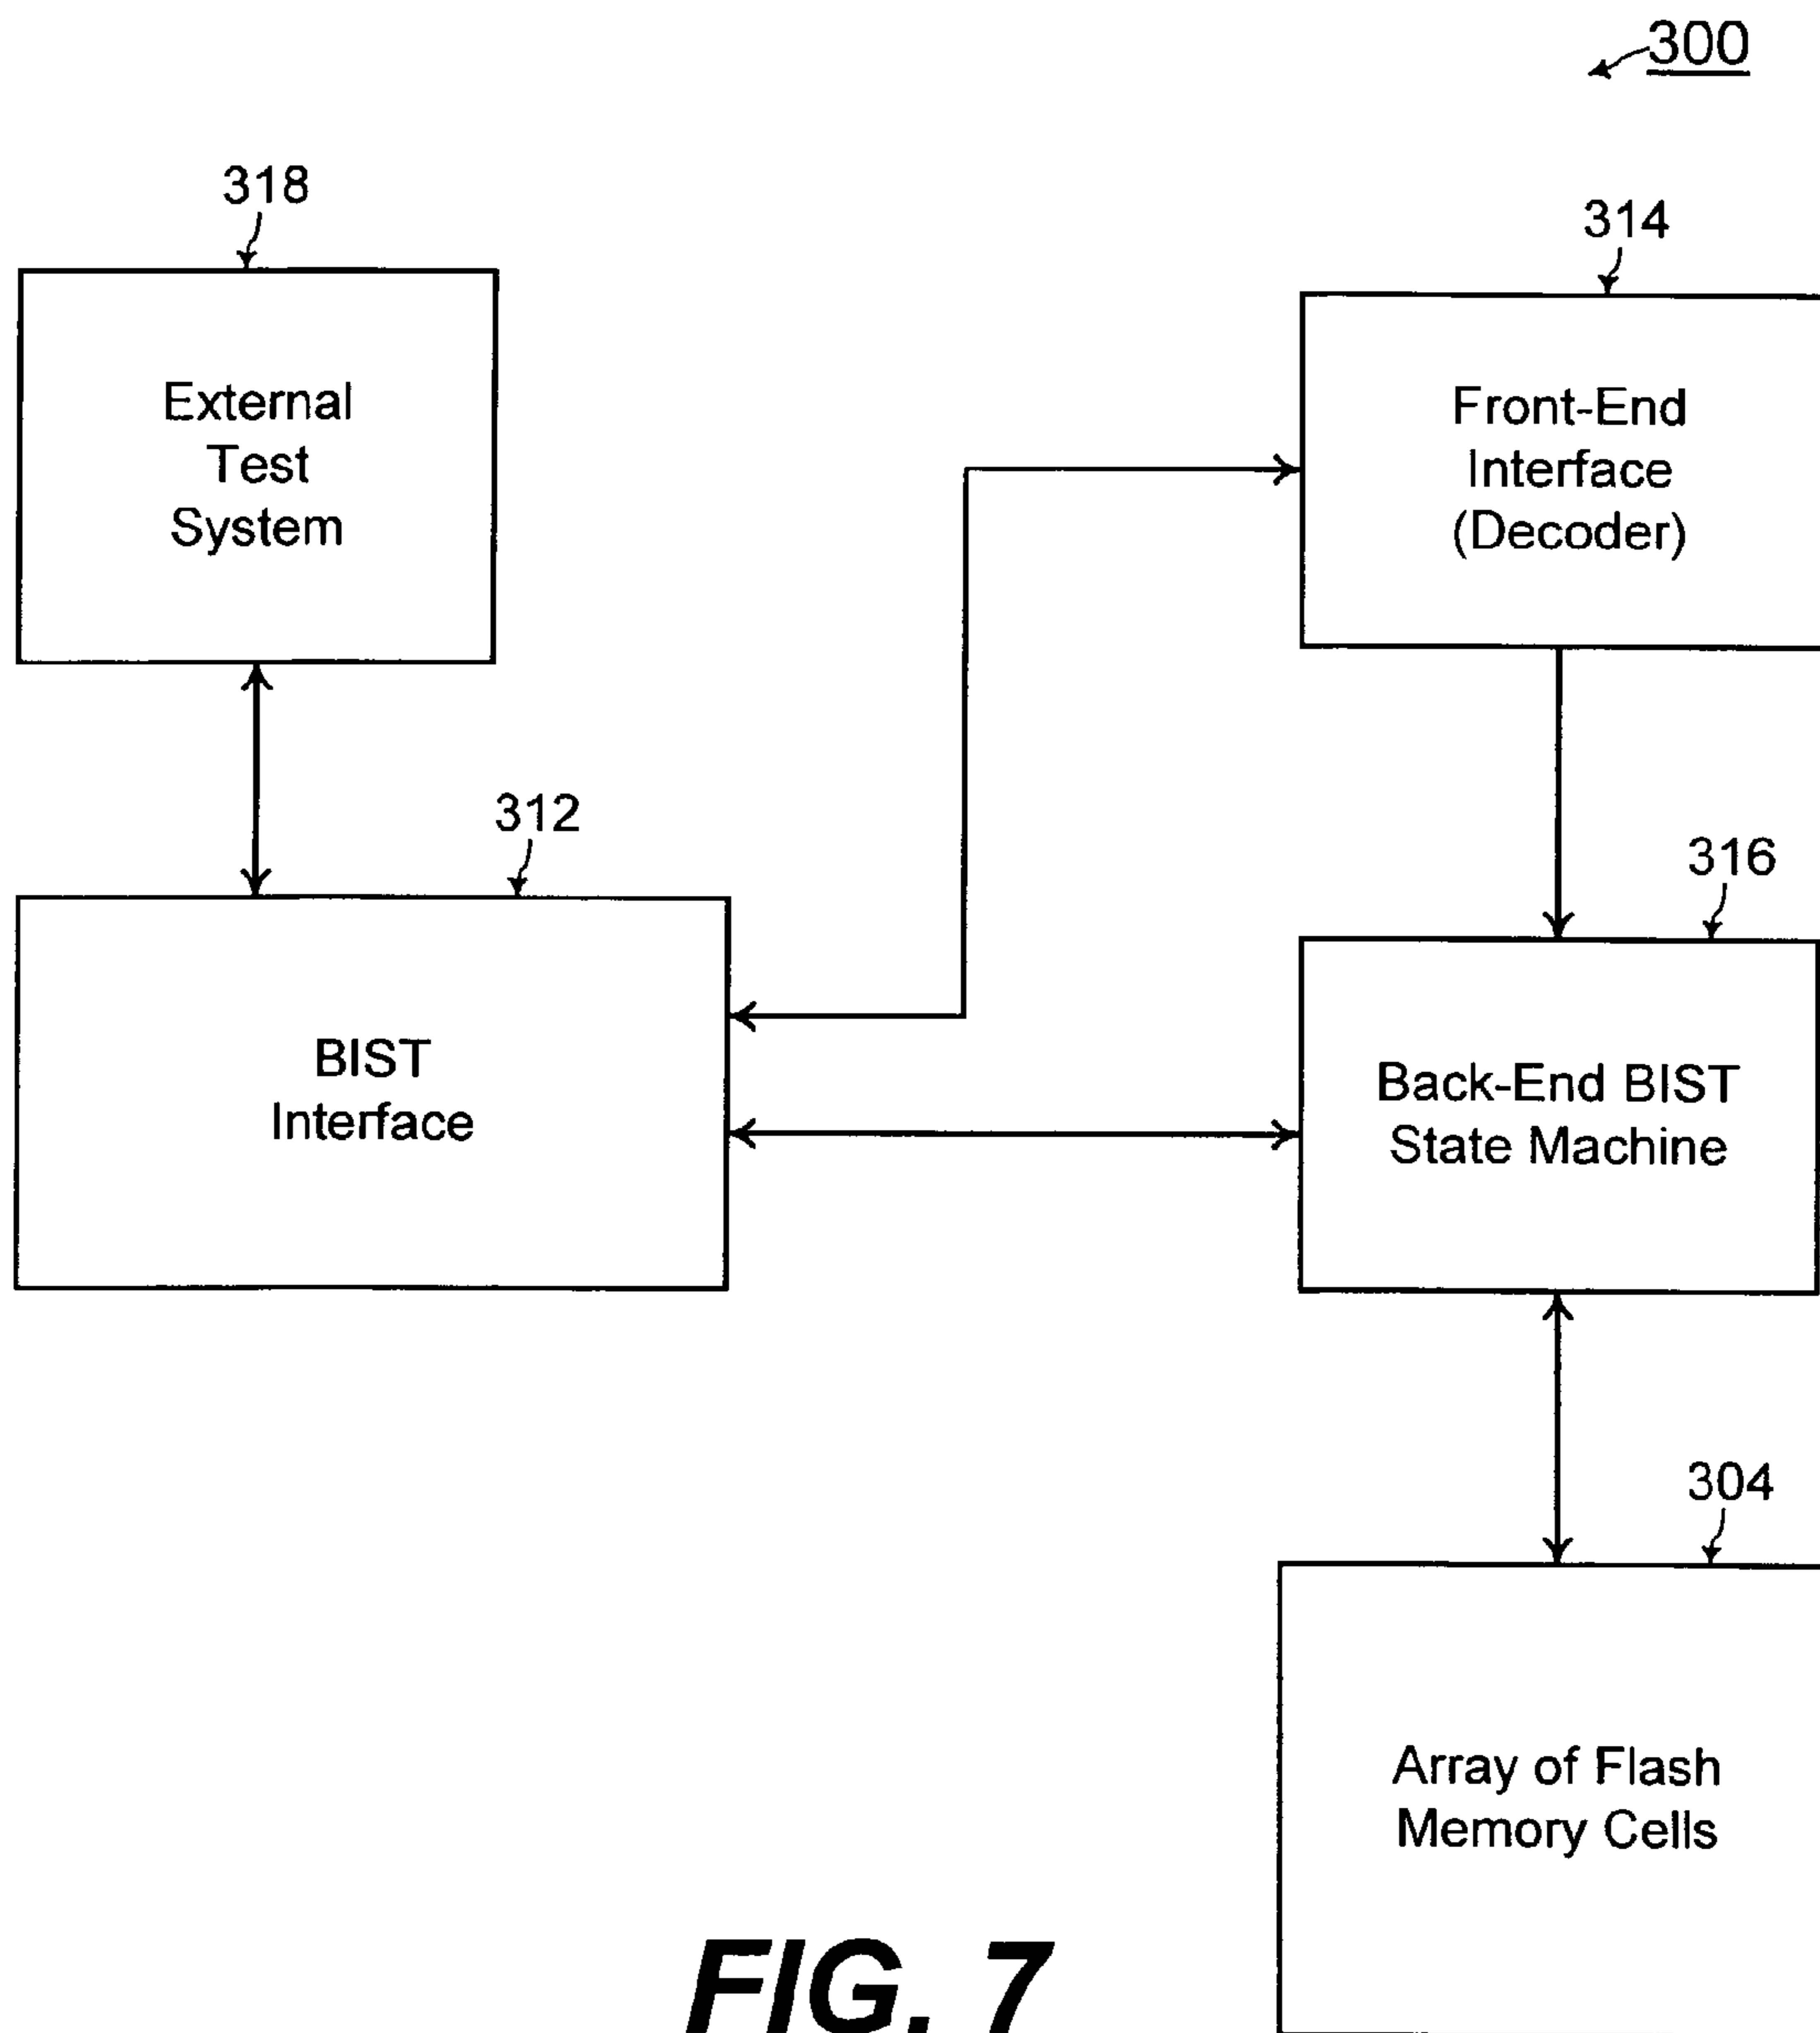 300
318
External
Test
System
314
Front-End
Interface
(Decoder)
312
BIST
Interface
316
Back-End BIST
State Machine
304
Array of Flash
Memory Cells
FIG. 7